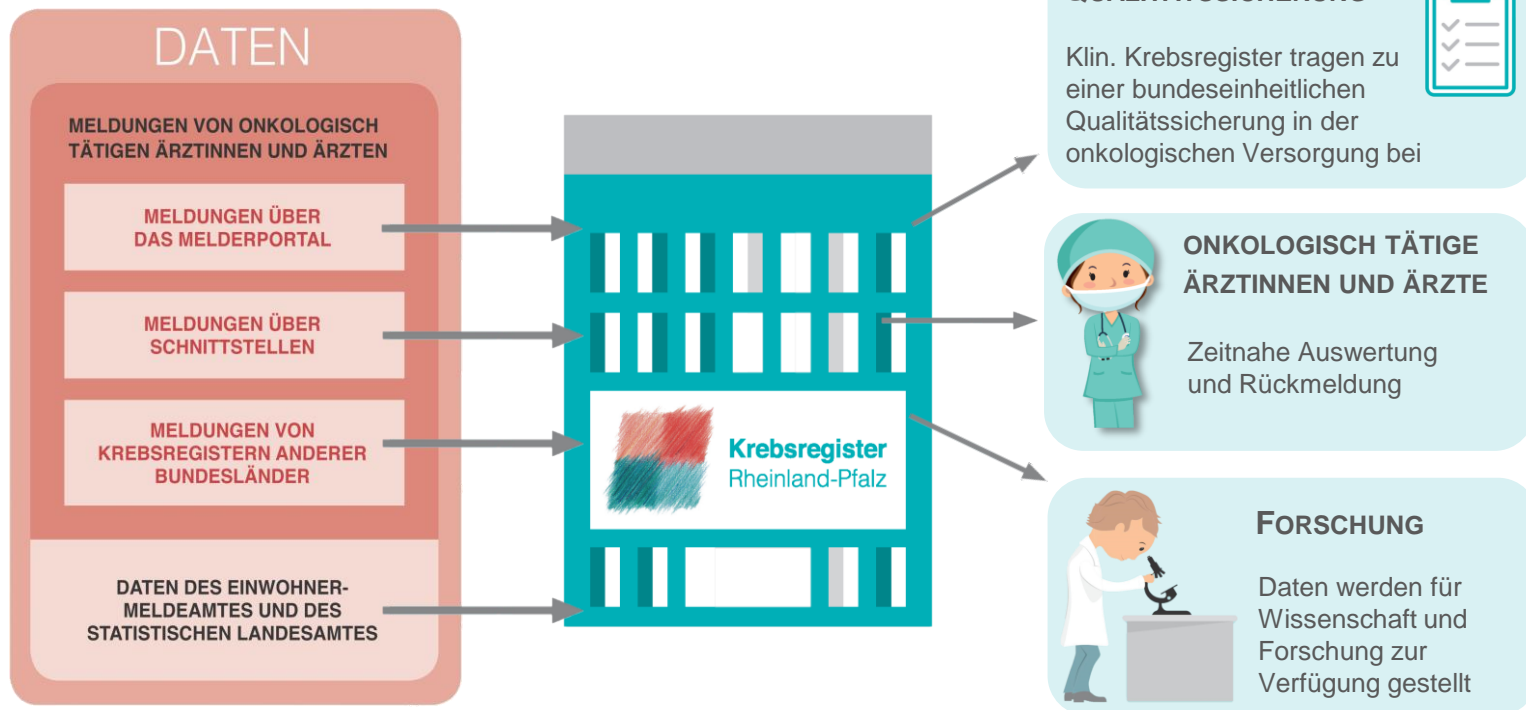 DATEN
MELDUNGEN VON ONKOLOGISCH
TÄTIGEN ÄRZTINNEN UND ÄRZTEN
MELDUNGEN ÜBER
DAS MELDERPORTAL
MELDUNGEN ÜBER
SCHNITTSTELLEN
MELDUNGEN VON
KREBSREGISTERN ANDERER
BUNDESLÄNDER
DATEN DES EINWOHNER-
MELDEAMTES UND DES
STATISTISCHEN LANDESAMTES
Krebsregister
Rheinland-Pfalz
Klin. Krebsregister tragen zu
einer bundeseinheitlichen
Qualitätssicherung in der
onkologischen Versorgung bei
ONKOLOGISCH TÄTIGE
ÄRZTINNEN UND ÄRZTE
Zeitnahe Auswertung
und Rückmeldung
FORSCHUNG
Daten werden für
Wissenschaft und
Forschung zur
Verfügung gestellt